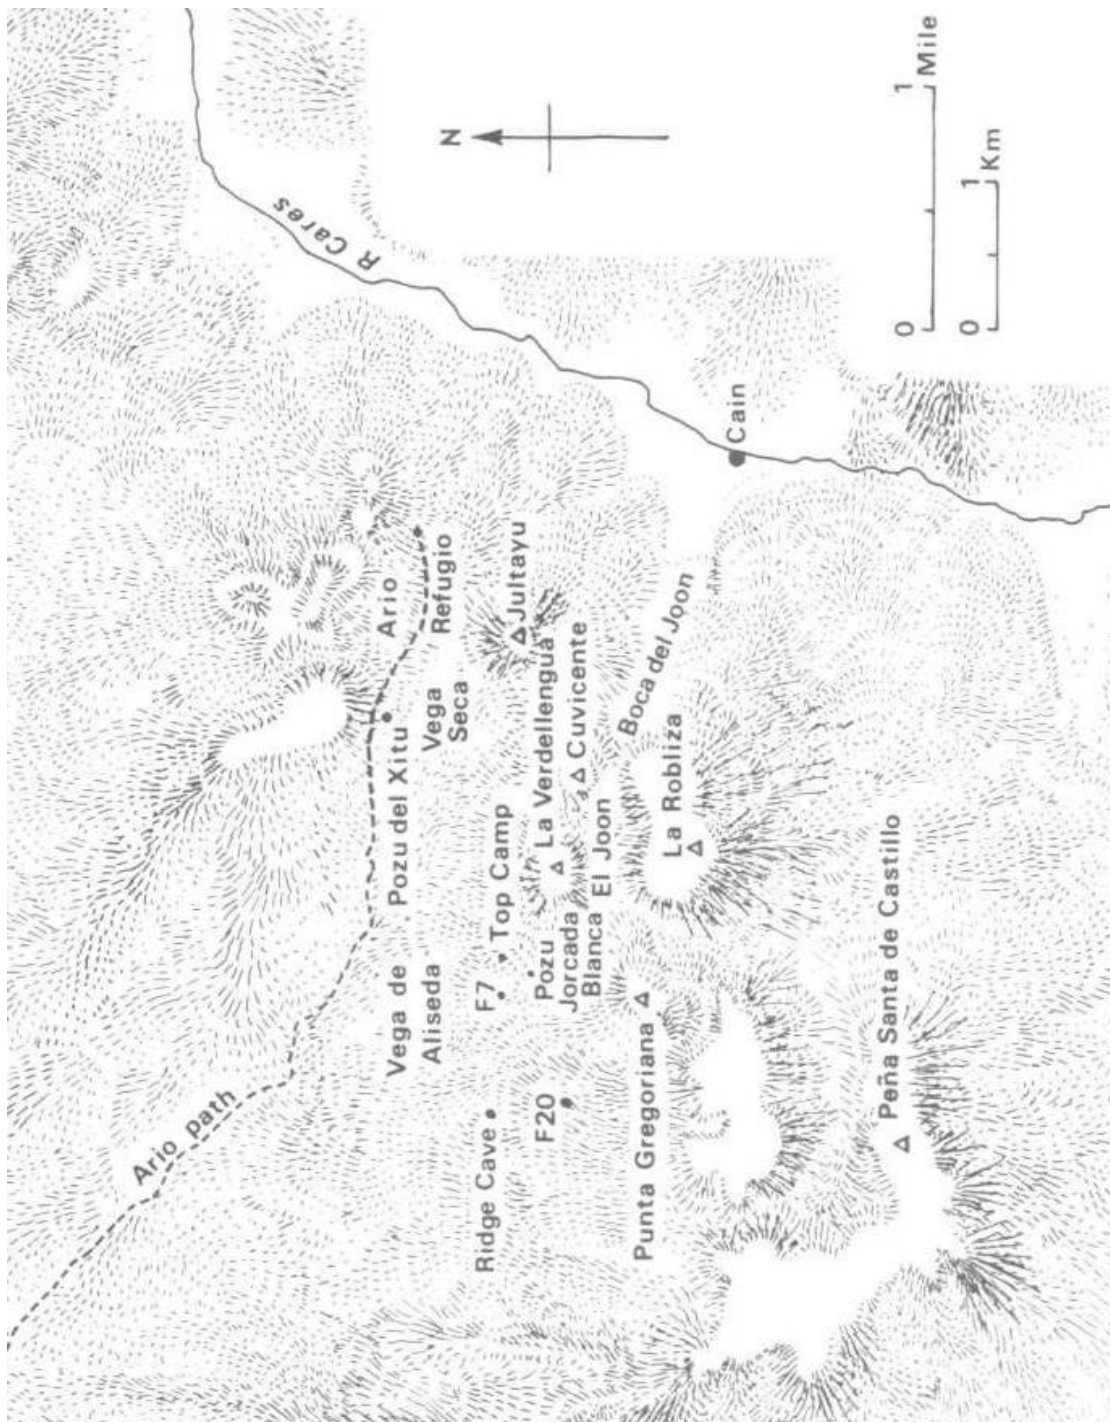 Ario path
R Cares
N
Vega de
Aliseda
Pozu del Xitu
Ario
Refugio
Vega
Seca
Ridge Cave
F7
Top Camp
Jultayu
F20
Pozu
Jorcada
Blanca
La Verdellengua
Cuvicente
El Joon
Boca del Joon
Punta Gregoriana
La Robliza
Cain
Peña Santa de Castillo
0
1
Mile
0
1
Km